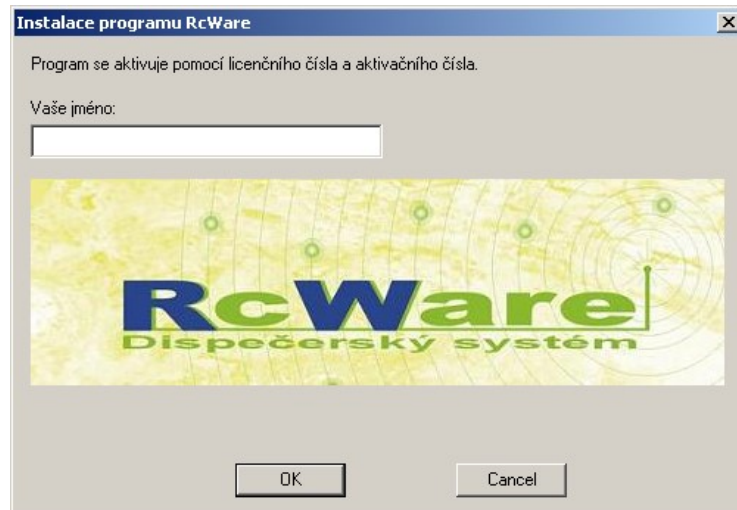 Instalace programu RcWare
Program se aktivuje pomocí licenčního čísla a aktivačního čísla.
Vaše jméno:
RcWare
Dispečerský systém
OK
Cancel